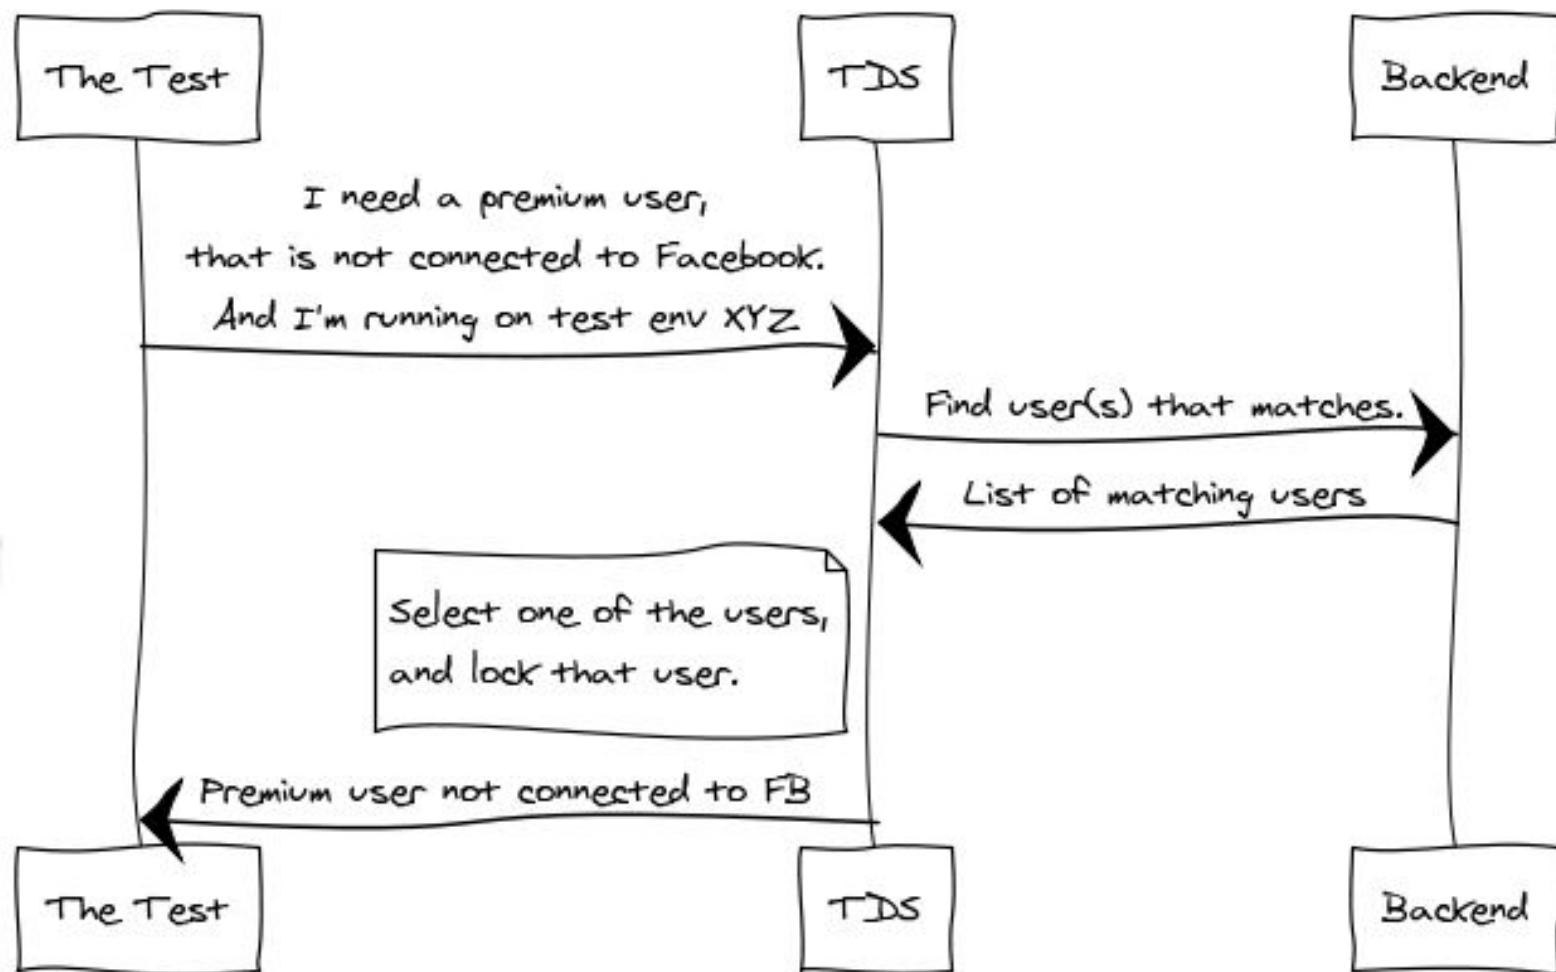 The Test
TDS
Backend
I need a premium user,
that is not connected to Facebook.
And I'm running on test env XYZ
Find user(s) that matches.
List of matching users
Select one of the users,
and lock that user.
Premium user not connected to FB
The Test
TDS
Backend